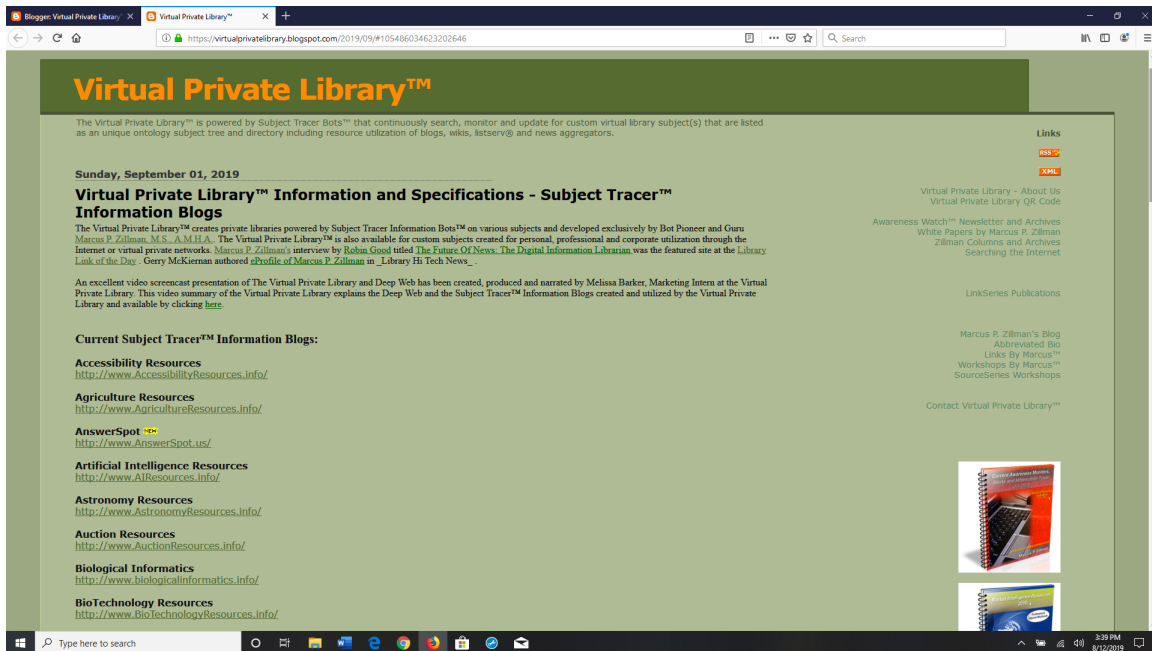 Blogger: Virtual Private Library
Virtual Private Library™
https://virtualprivatelibrary.blogspot.com/2019/09/#105486034623202646
Search
Virtual Private Library™
The Virtual Private Library™ is powered by Subject Tracer Bots™ that continuously search, monitor and update for custom virtual library subject(s) that are listed
as an unique ontology subject tree and directory including resource utilization of blogs, wikis, listserv® and news aggregators.
Sunday, September 01, 2019
Virtual Private Library™ Information and Specifications - Subject Tracer™
Information Blogs
The Virtual Private Library™ creates private libraries powered by Subject Tracer Information Bots™ on various subjects and developed exclusively by Bot Pioneer and Guru
Marcus P. Zillman, M.S., A.M.H.A.. The Virtual Private Library™ is also available for custom subjects created for personal, professional and corporate utilization through the
Internet or virtual private networks. Marcus P. Zillman's interview by Robin Good titled The Future Of News: The Digital Information Librarian was the featured site at the Library
Link of the Day . Gerry McKiernan authored eProfile of Marcus P. Zillman in _Library Hi Tech News_ .
An excellent video screencast presentation of The Virtual Private Library and Deep Web has been created, produced and narrated by Melissa Barker, Marketing Intern at the Virtual
Private Library. This video summary of the Virtual Private Library explains the Deep Web and the Subject Tracer™ Information Blogs created and utilized by the Virtual Private
Library and available by clicking here.
Current Subject Tracer™ Information Blogs:
Accessibility Resources
http://www.AccessibilityResources.info/
Agriculture Resources
http://www.AgricultureResources.info/
AnswerSpot NEW
http://www.AnswerSpot.us/
Artificial Intelligence Resources
http://www.AIResources.info/
Astronomy Resources
http://www.AstronomyResources.info/
Auction Resources
http://www.AuctionResources.info/
Biological Informatics
http://www.biologicalinformatics.info/
BioTechnology Resources
http://www.BioTechnologyResources.info/
Links
RSS
XML
Virtual Private Library - About Us
Virtual Private Library QR Code
Awareness Watch™ Newsletter and Archives
White Papers by Marcus P. Zillman
Zillman Columns and Archives
Searching the Internet
LinkSeries Publications
Marcus P. Zillman's Blog
Abbreviated Bio
Links By Marcus™
Workshops By Marcus™
SourceSeries Workshops
Contact Virtual Private Library™
Type here to search
3:39 PM
8/12/2019